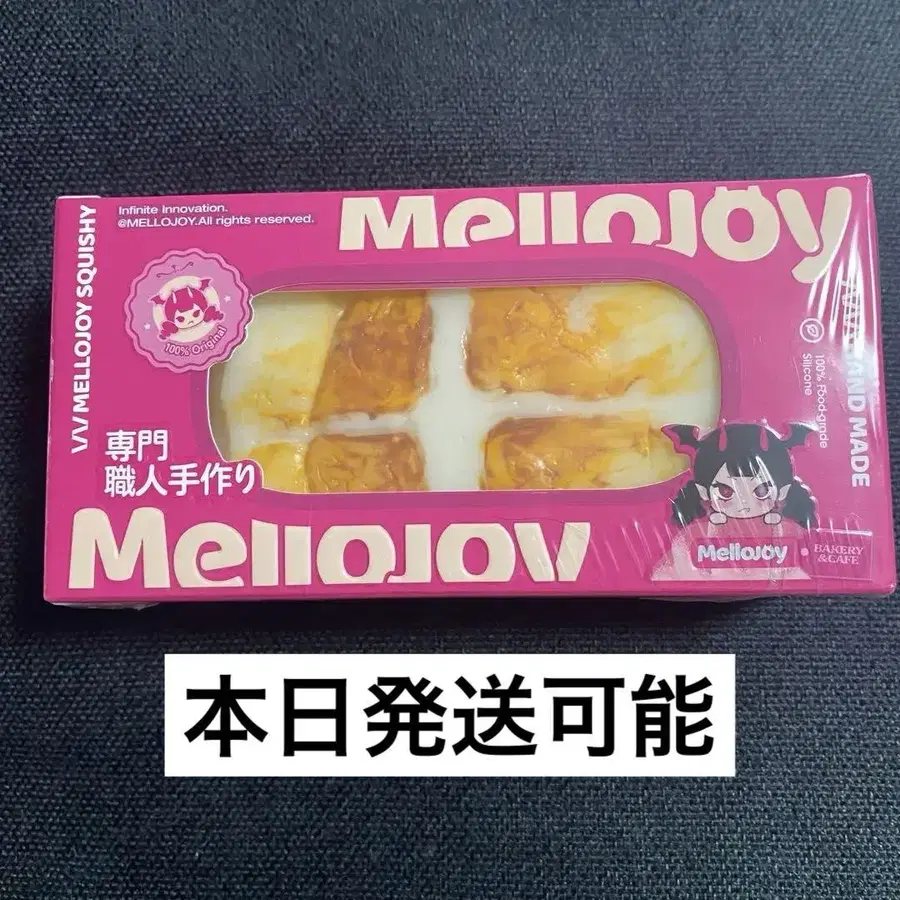 Infinite Innovation.
@MELLOJOY.All rights reserved.
MelloJoy
VV MELLOJOY SQUISHY
100% Original
HAND MADE
100% Food-grade
Silicone
専門
職人手作り
MelloJoy
MelloJoy
BAKERY
&CAFE
本日発送可能